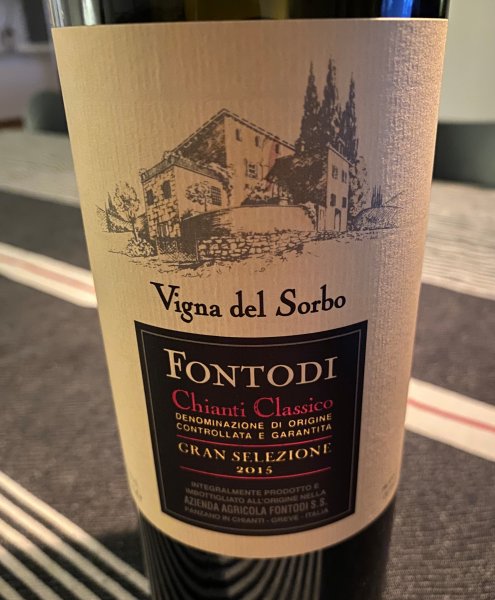 Vigna del Sorbo
FONTODI
Chianti Classico
DENOMINAZIONE DI ORIGINE
CONTROLLATA E GARANTITA
GRAN SELEZIONE
2015
INTEGRALMENTE PRODOTTO E
IMBOTTIGLIATO ALL'ORIGINE NELLA
AZIENDA AGRICOLA FONTODI S.S.
PANZANO IN CHIANTI - GREVE - ITALIA